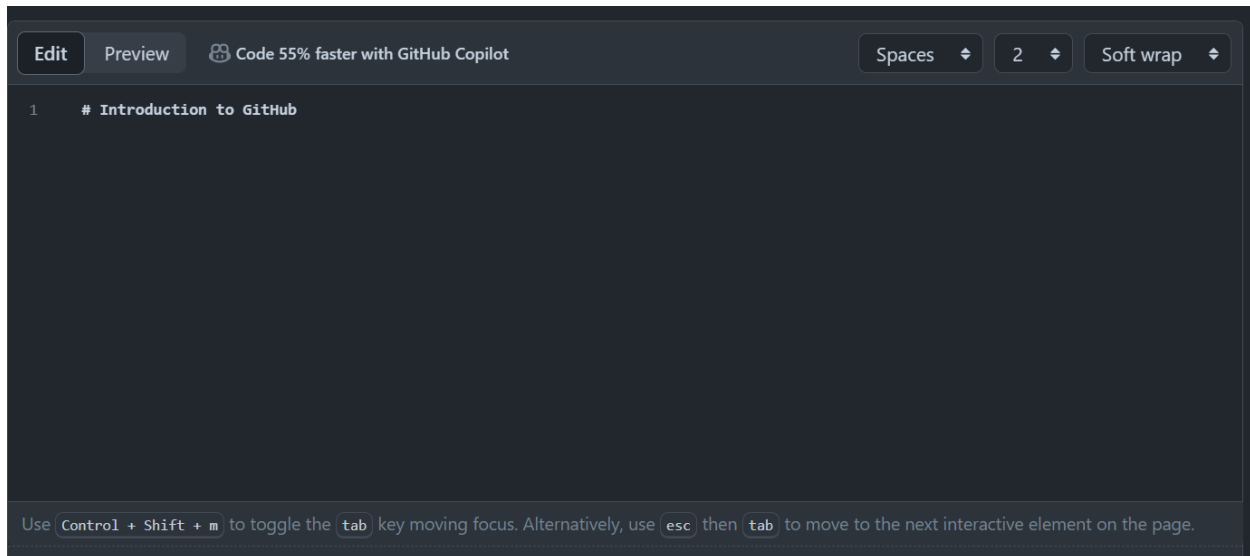 Edit Preview Code 55% faster with GitHub Copilot Spaces 2 Soft wrap
1 # Introduction to GitHub
Use Control + Shift + m to toggle the tab key moving focus. Alternatively, use esc then tab to move to the next interactive element on the page.